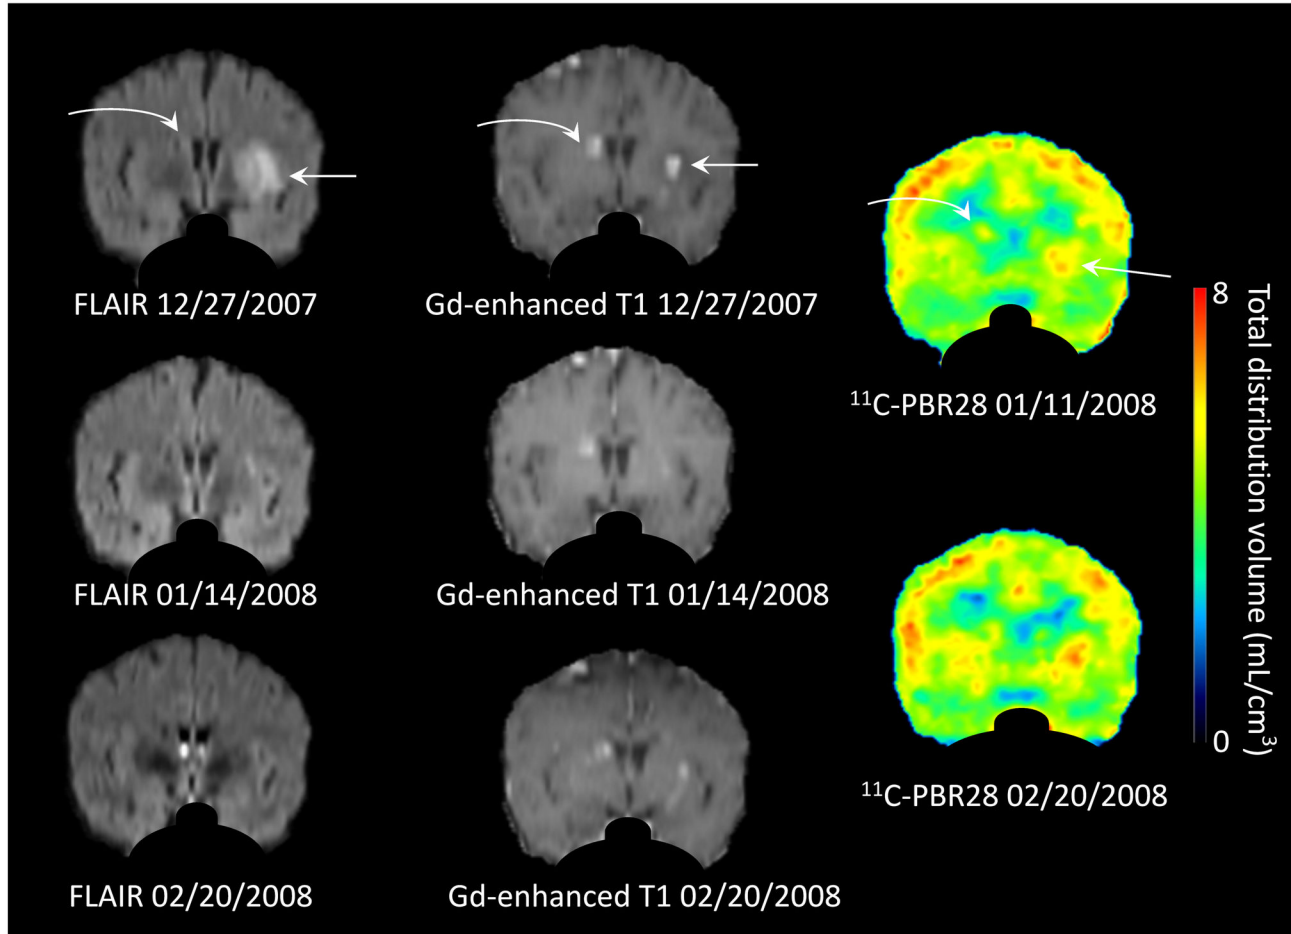 FLAIR 12/27/2007
Gd-enhanced T1 12/27/2007
¹¹C-PBR28 01/11/2008
FLAIR 01/14/2008
Gd-enhanced T1 01/14/2008
¹¹C-PBR28 02/20/2008
FLAIR 02/20/2008
Gd-enhanced T1 02/20/2008
8
0
Total distribution volume (mL/cm³)